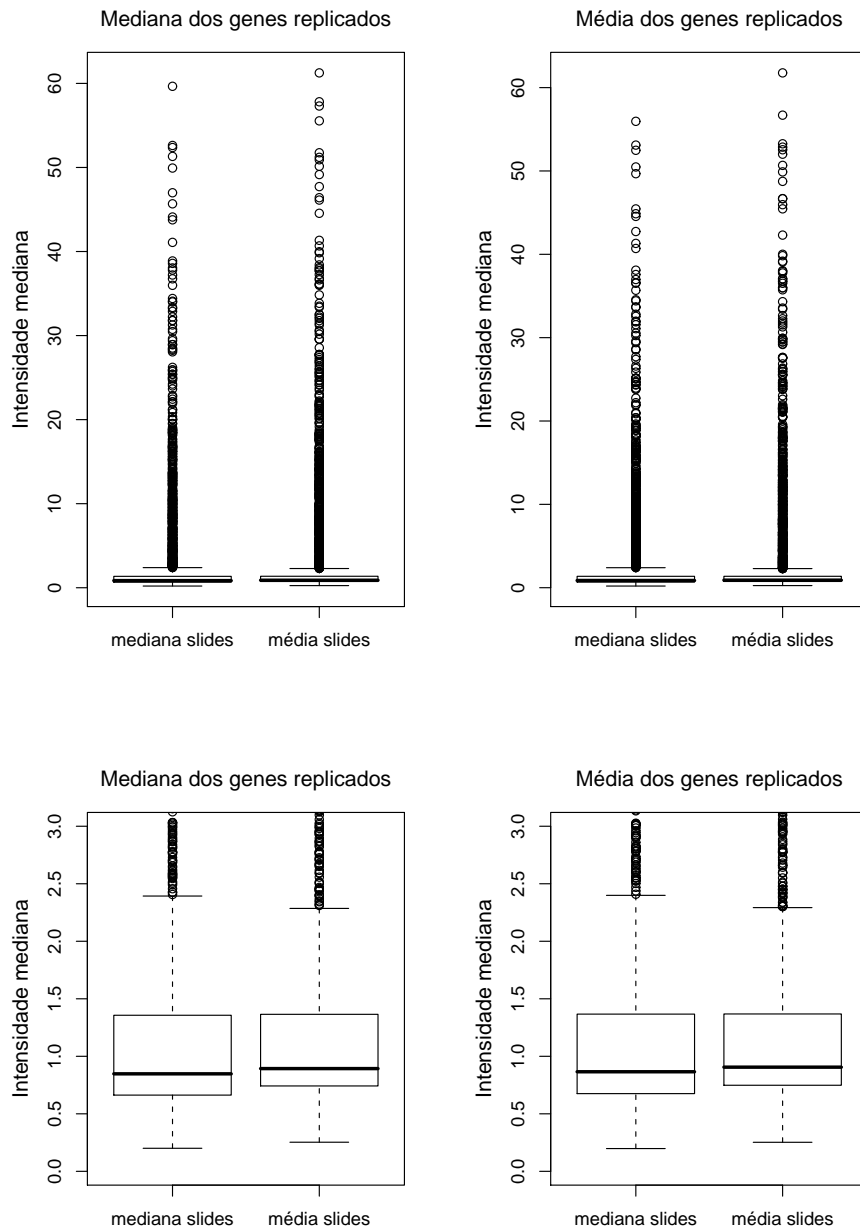 Mediana dos genes replicados
Média dos genes replicados
Intensidade mediana
60
50
40
30
20
10
0
mediana slides
média slides
Intensidade mediana
60
50
40
30
20
10
0
mediana slides
média slides
Mediana dos genes replicados
Média dos genes replicados
Intensidade mediana
3.0
2.5
2.0
1.5
1.0
0.5
0.0
mediana slides
média slides
Intensidade mediana
3.0
2.5
2.0
1.5
1.0
0.5
0.0
mediana slides
média slides